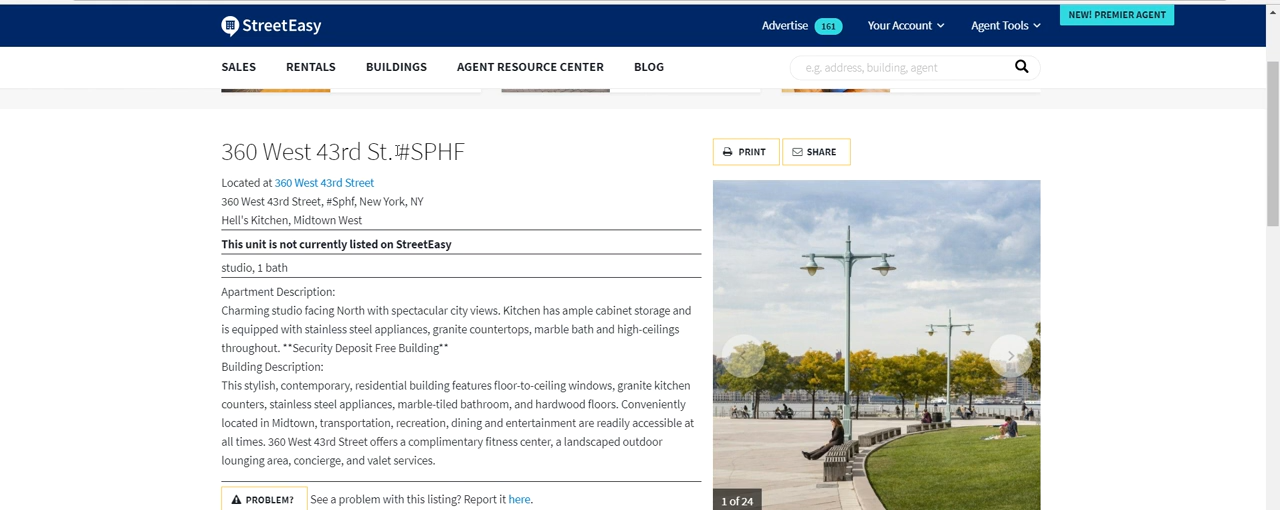 StreetEasy
Advertise 161 Your Account Agent Tools NEW! PREMIER AGENT
SALES RENTALS BUILDINGS AGENT RESOURCE CENTER BLOG e.g. address, building, agent
360 West 43rd St. #SPHF
PRINT SHARE
Located at 360 West 43rd Street
360 West 43rd Street, #Sphf, New York, NY
Hell's Kitchen, Midtown West
This unit is not currently listed on StreetEasy
studio, 1 bath
Apartment Description:
Charming studio facing North with spectacular city views. Kitchen has ample cabinet storage and
is equipped with stainless steel appliances, granite countertops, marble bath and high-ceilings
throughout. **Security Deposit Free Building**
Building Description:
This stylish, contemporary, residential building features floor-to-ceiling windows, granite kitchen
counters, stainless steel appliances, marble-tiled bathroom, and hardwood floors. Conveniently
located in Midtown, transportation, recreation, dining and entertainment are readily accessible at
all times. 360 West 43rd Street offers a complimentary fitness center, a landscaped outdoor
lounging area, concierge, and valet services.
PROBLEM? See a problem with this listing? Report it here.
1 of 24